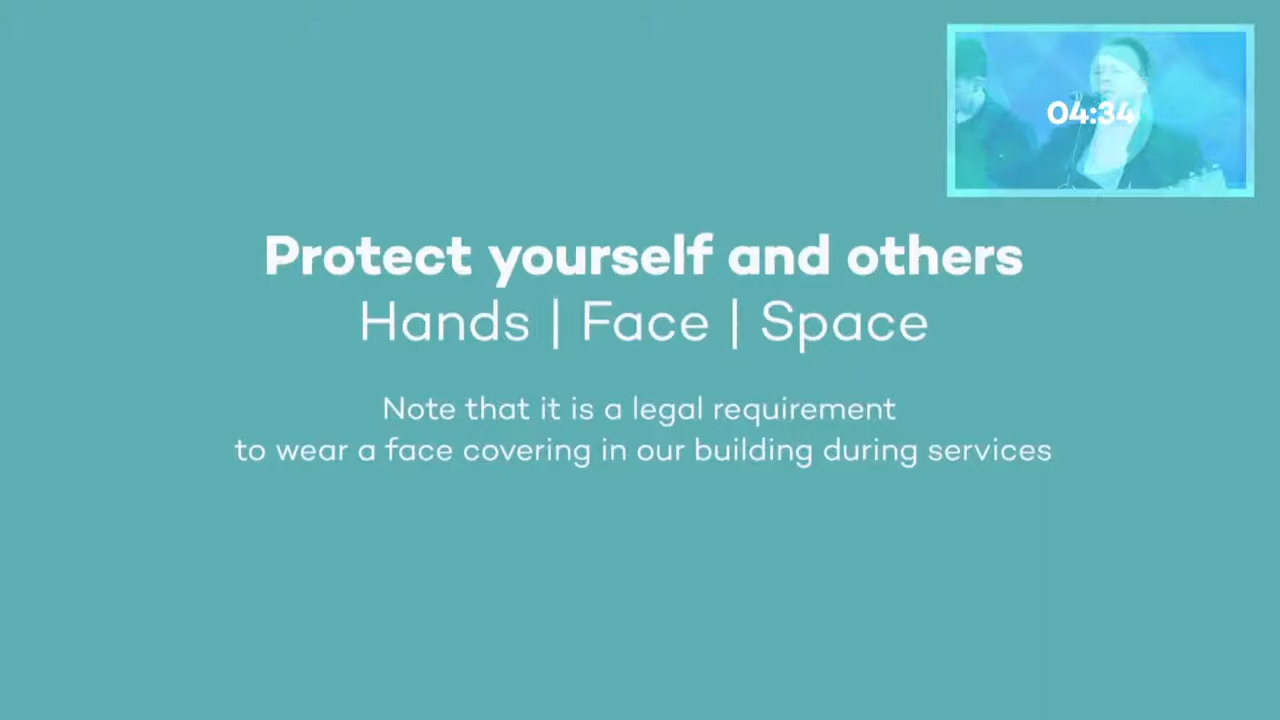 04:34
Protect yourself and others
Hands | Face | Space
Note that it is a legal requirement
to wear a face covering in our building during services